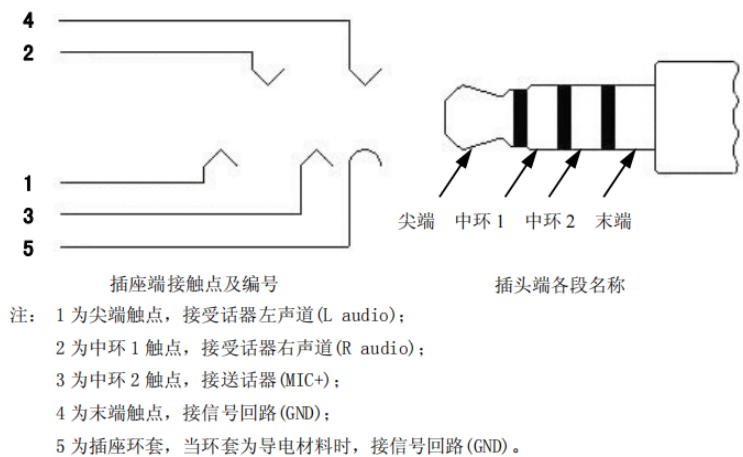 4
2
1
3
5
尖端 中环 1 中环 2 末端
插座端接触点及编号
插头端各段名称
注： 1 为尖端触点，接受话器左声道(L audio)；
2 为中环 1 触点，接受话器右声道(R audio)；
3 为中环 2 触点，接送话器(MIC+)；
4 为末端触点，接信号回路(GND)；
5 为插座环套，当环套为导电材料时，接信号回路(GND)。